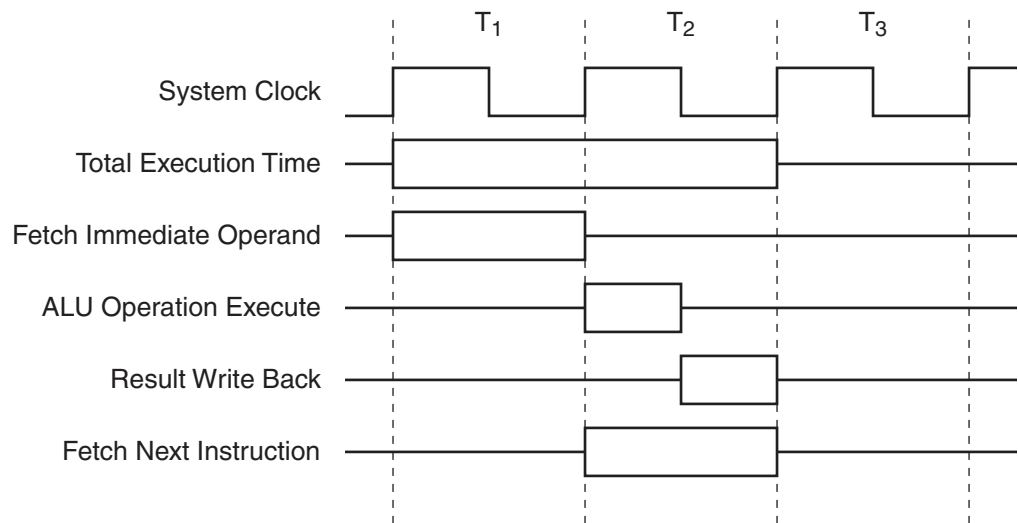 T1 T2 T3
System Clock
Total Execution Time
Fetch Immediate Operand
ALU Operation Execute
Result Write Back
Fetch Next Instruction